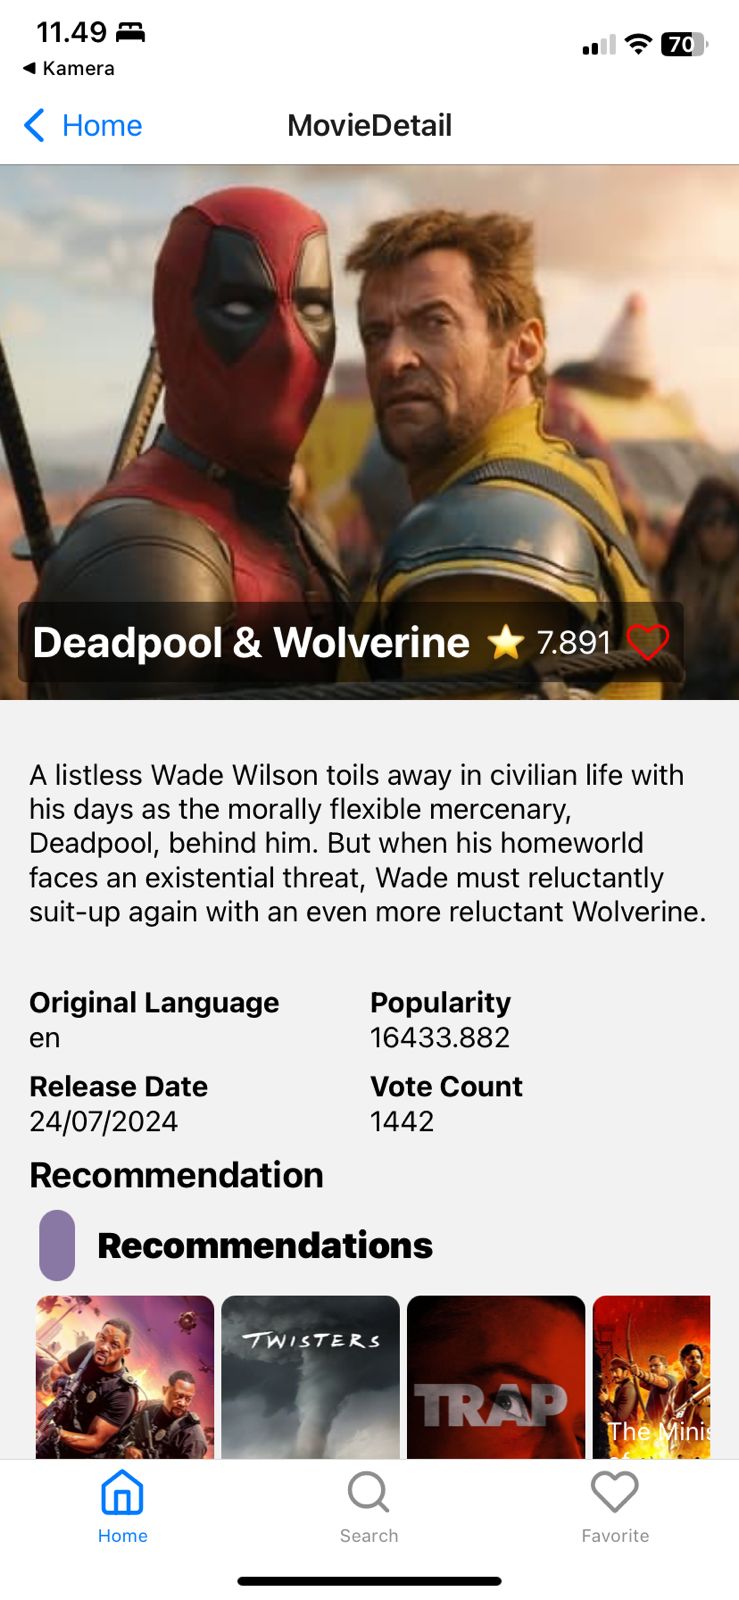 11.49
70
◀ Kamera
Home
MovieDetail
Deadpool & Wolverine ⭐ 7.891
A listless Wade Wilson toils away in civilian life with
his days as the morally flexible mercenary,
Deadpool, behind him. But when his homeworld
faces an existential threat, Wade must reluctantly
suit-up again with an even more reluctant Wolverine.
Original Language
en
Popularity
16433.882
Release Date
24/07/2024
Vote Count
1442
Recommendation
Recommendations
TWISTERS
TRAP
The Minis
Home
Search
Favorite